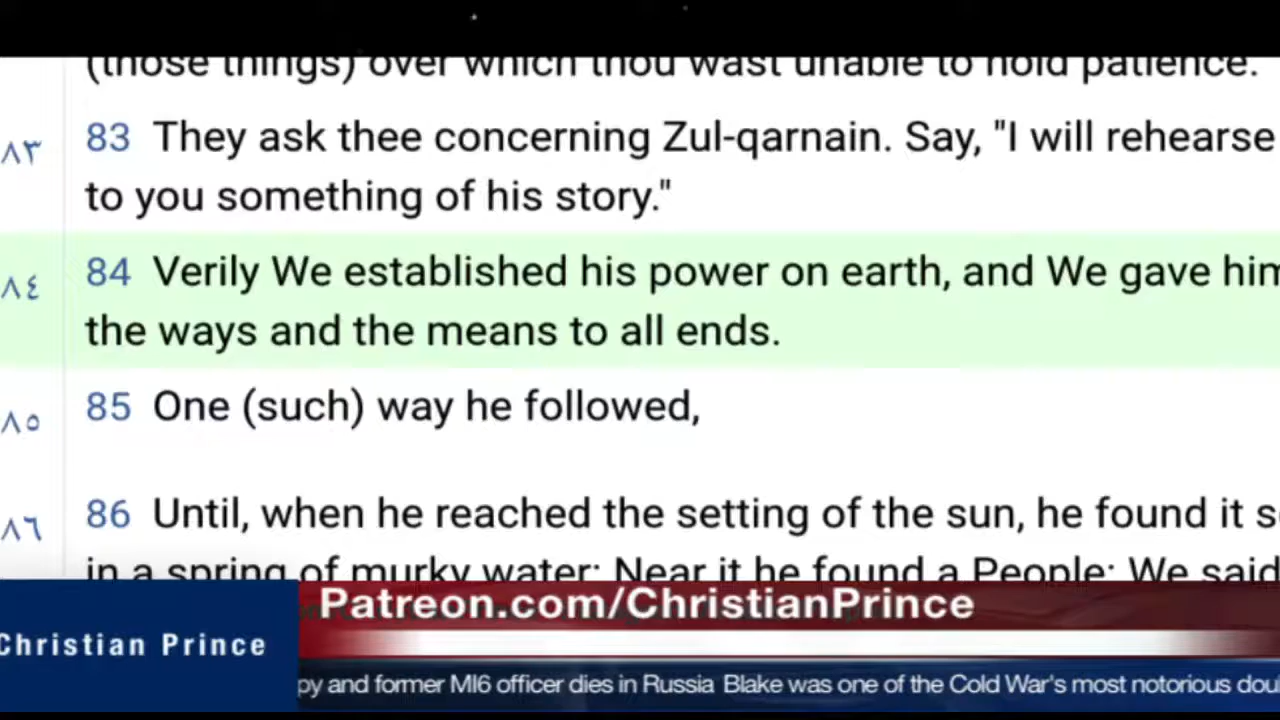 (those things) over which thou wast unable to hold patience.
٨٣ 83 They ask thee concerning Zul-qarnain. Say, "I will rehearse
to you something of his story."
٨٤ 84 Verily We established his power on earth, and We gave him
the ways and the means to all ends.
٨٥ 85 One (such) way he followed,
٨٦ 86 Until, when he reached the setting of the sun, he found it s
in a spring of murky water: Near it he found a People: We said
Patreon.com/ChristianPrince
Christian Prince
py and former MI6 officer dies in Russia Blake was one of the Cold War's most notorious dou